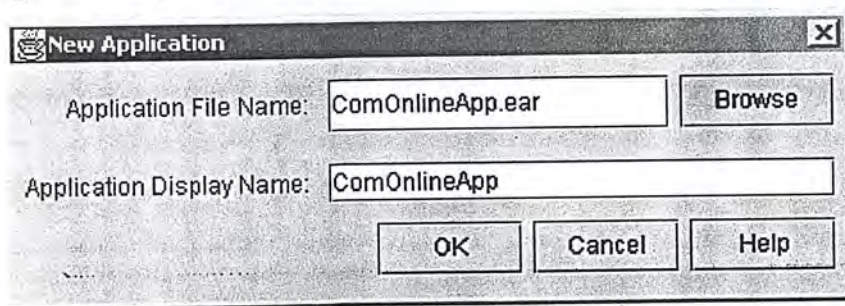 New Application
Application File Name: ComOnlineApp.ear Browse
Application Display Name: ComOnlineApp
OK Cancel Help